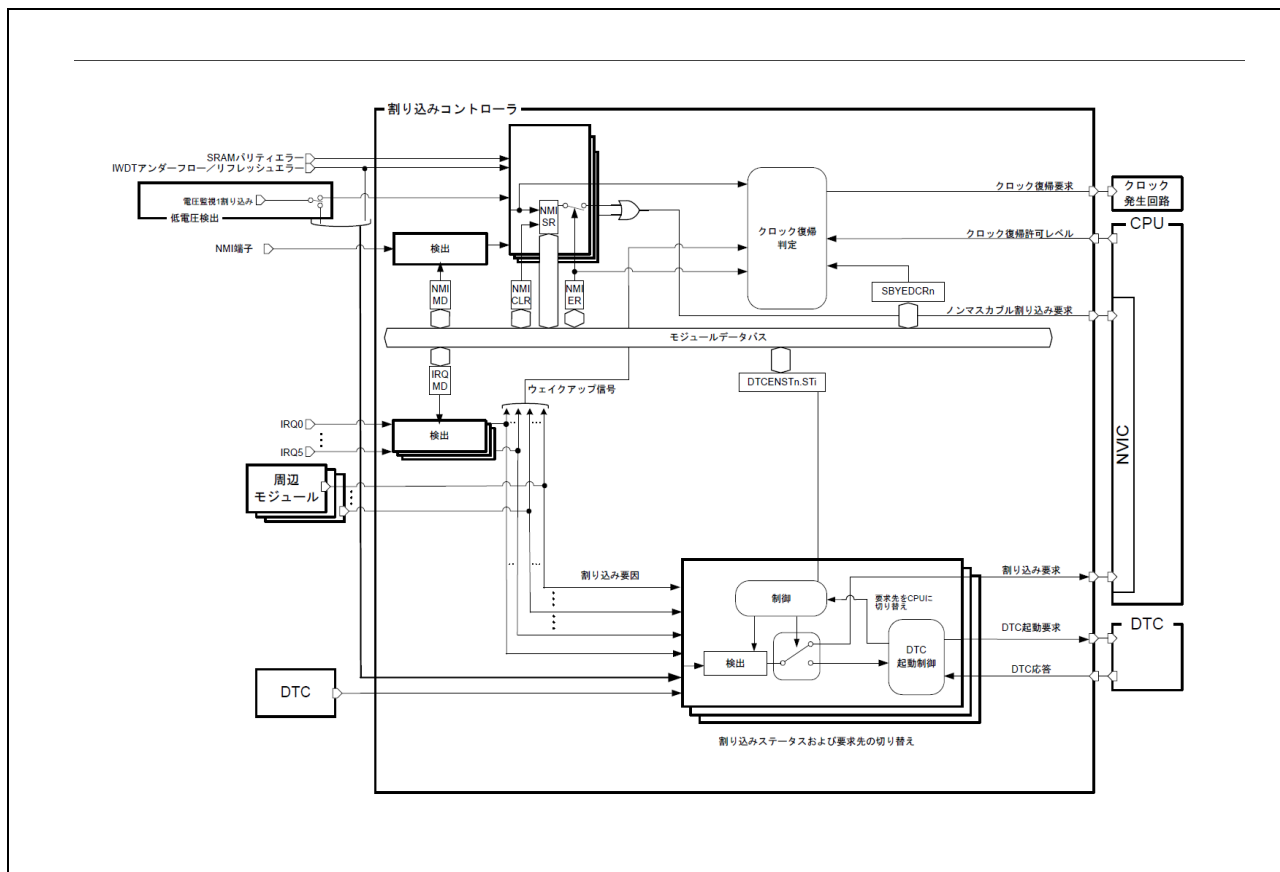 割り込みコントローラ
SRAMパリティエラー
IWDTアンダーフロー／リフレッシュエラー
電圧監視1割り込み
低電圧検出
NMI端子
検出
NMI
SR
NMI
MD
NMI
CLR
NMI
ER
クロック復帰
判定
クロック復帰要求
クロック
発生回路
CPU
クロック復帰許可レベル
SBYEDCRn
ノンマスカブル割り込み要求
モジュールデータバス
IRQ
MD
ウェイクアップ信号
DTCENSTn.STi
IRQ0
IRQ5
検出
NVIC
周辺
モジュール
割り込み要因
割り込み要求
制御
要求先をCPUに
切り替え
検出
DTC
起動制御
DTC起動要求
DTC応答
DTC
DTC
割り込みステータスおよび要求先の切り替え